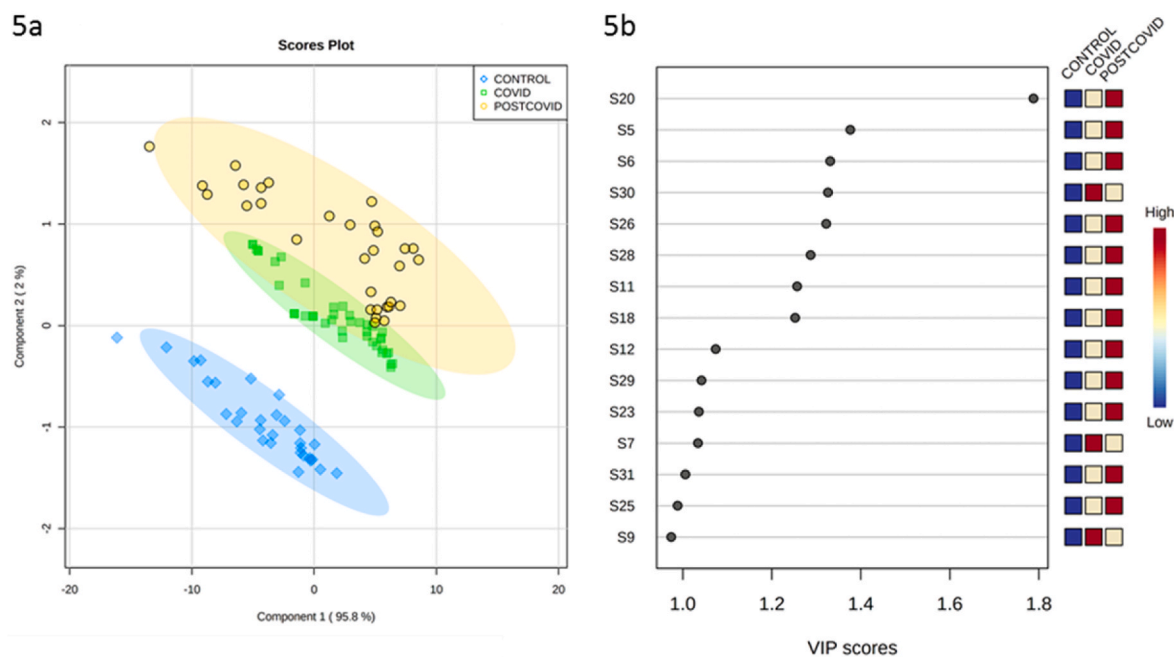 5a
Scores Plot
CONTROL
COVID
POSTCOVID
Component 2 ( 2 %)
2
1
0
-1
-2
-20
-10
0
10
20
Component 1 ( 95.8 %)
5b
CONTROL
COVID
POSTCOVID
S20
S5
S6
S30
S26
S28
S11
S18
S12
S29
S23
S7
S31
S25
S9
1.0
1.2
1.4
1.6
1.8
VIP scores
High
Low